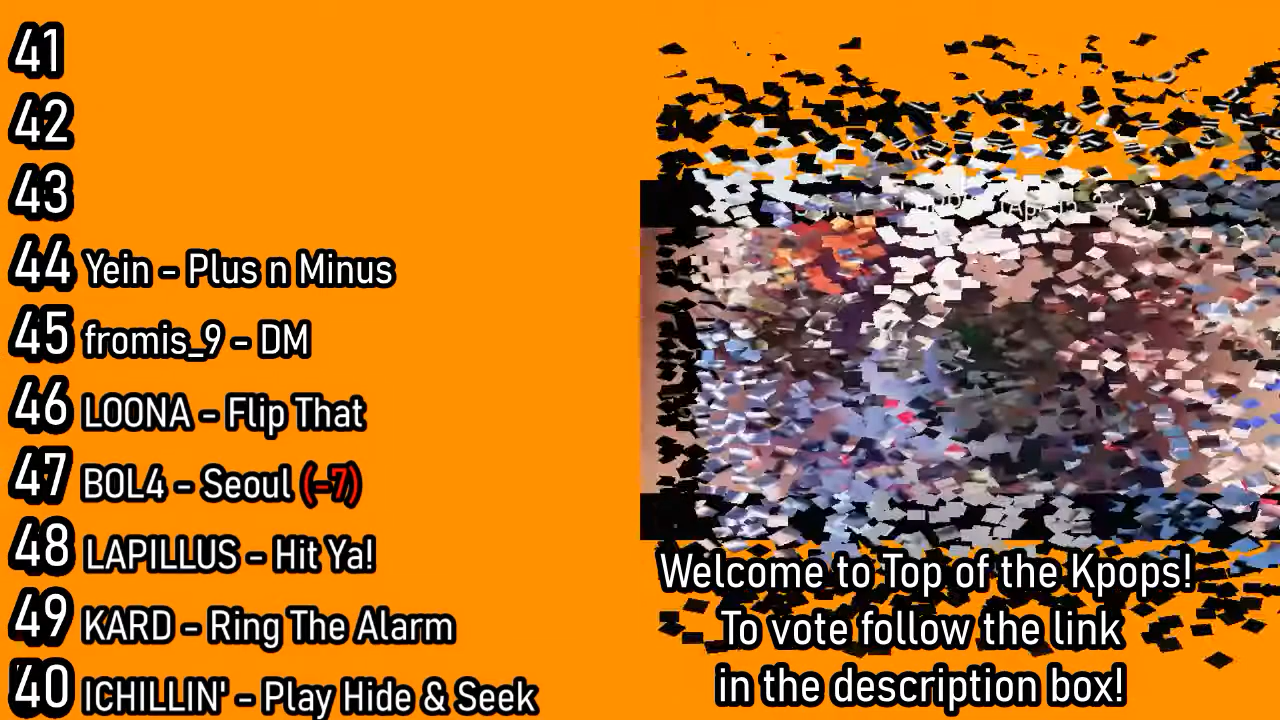 41
42
43
44 Yein - Plus n Minus
45 fromis_9 - DM
46 LOONA - Flip That
47 BOL4 - Seoul (-7)
48 LAPILLUS - Hit Ya!
49 KARD - Ring The Alarm
40 ICHILLIN' - Play Hide & Seek
Welcome to Top of the Kpops!
To vote follow the link
in the description box!